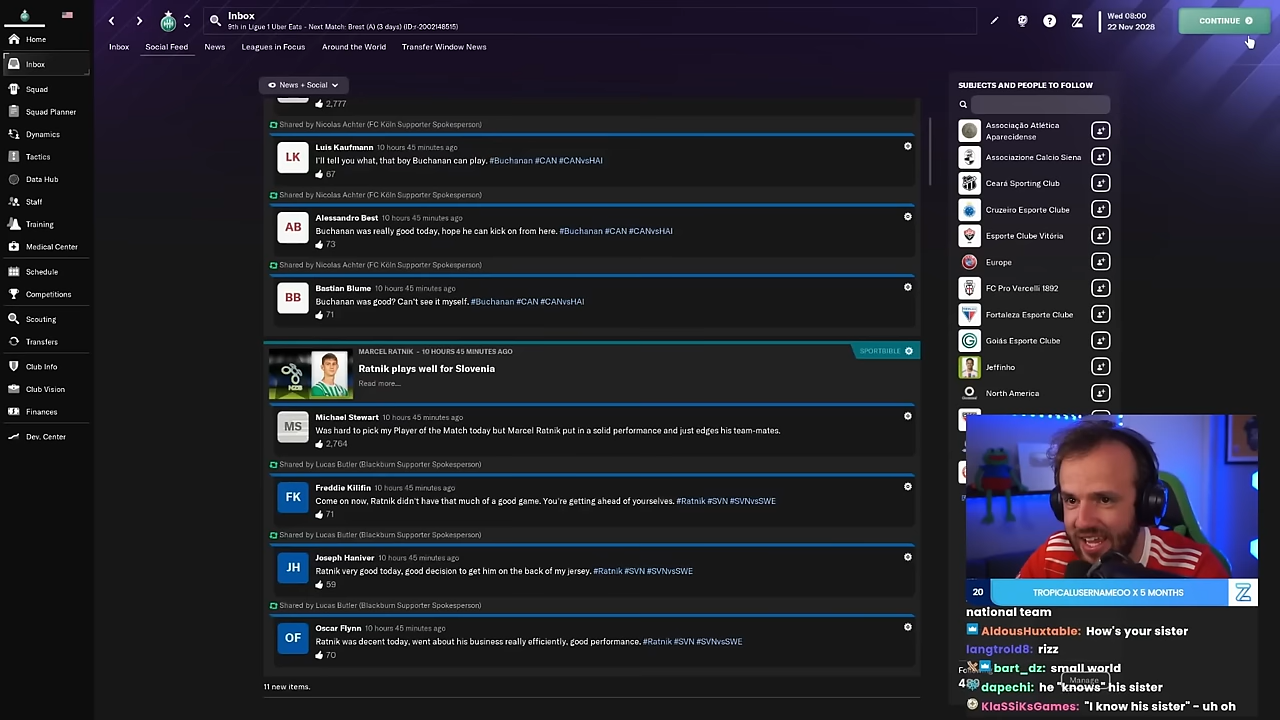 Inbox
9th in Ligue 1 Uber Eats - Next Match: Brest (A) (3 days) (ID:r-2002148515)
Wed 08:00
22 Nov 2028
CONTINUE
Inbox
Social Feed
News
Leagues in Focus
Around the World
Transfer Window News
Home
Inbox
Squad
Squad Planner
Dynamics
Tactics
Data Hub
Staff
Training
Medical Center
Schedule
Competitions
Scouting
Transfers
Club Info
Club Vision
Finances
Dev. Center
News + Social
2,777
Shared by Nicolas Achter (FC Köln Supporter Spokesperson)
LK
Luis Kaufmann 10 hours 45 minutes ago
I'll tell you what, that boy Buchanan can play. #Buchanan #CAN #CANvsHAI
67
Shared by Nicolas Achter (FC Köln Supporter Spokesperson)
AB
Alessandro Best 10 hours 45 minutes ago
Buchanan was really good today, hope he can kick on from here. #Buchanan #CAN #CANvsHAI
73
Shared by Nicolas Achter (FC Köln Supporter Spokesperson)
BB
Bastian Blume 10 hours 45 minutes ago
Buchanan was good? Can't see it myself. #Buchanan #CAN #CANvsHAI
71
MARCEL RATNIK - 10 HOURS 45 MINUTES AGO
SPORTBIBLE
Ratnik plays well for Slovenia
Read more...
MS
Michael Stewart 10 hours 45 minutes ago
Was hard to pick my Player of the Match today but Marcel Ratnik put in a solid performance and just edges his team-mates.
2,764
Shared by Lucas Butler (Blackburn Supporter Spokesperson)
FK
Freddie Kilifin 10 hours 45 minutes ago
Come on now, Ratnik didn't have that much of a good game. You're getting ahead of yourselves. #Ratnik #SVN #SVNvsSWE
71
Shared by Lucas Butler (Blackburn Supporter Spokesperson)
JH
Joseph Haniver 10 hours 45 minutes ago
Ratnik very good today, good decision to get him on the back of my jersey. #Ratnik #SVN #SVNvsSWE
59
Shared by Lucas Butler (Blackburn Supporter Spokesperson)
OF
Oscar Flynn 10 hours 45 minutes ago
Ratnik was decent today, went about his business really efficiently, good performance. #Ratnik #SVN #SVNvsSWE
70
11 new items.
SUBJECTS AND PEOPLE TO FOLLOW
Associação Atlética
Aparecidense
Associazione Calcio Siena
Ceará Sporting Club
Cruzeiro Esporte Clube
Esporte Clube Vitória
Europe
FC Pro Vercelli 1892
Fortaleza Esporte Clube
Goiás Esporte Clube
Jeffinho
North America
20
TROPICALUSERNAMEOO X 5 MONTHS
national team
AldousHuxtable: How's your sister
langtrold8: rizz
bart_dz: small world
Manage
dapechi: he "knows" his sister
KlaSSiKsGames: "I know his sister" - uh oh